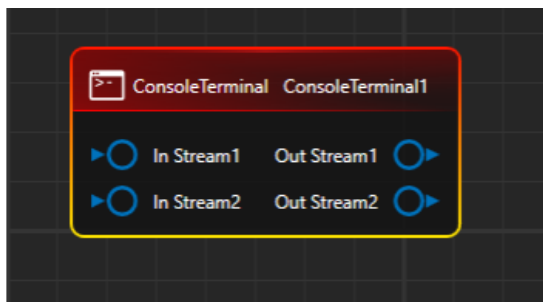 ConsoleTerminal ConsoleTerminal1
In Stream1 Out Stream1
In Stream2 Out Stream2